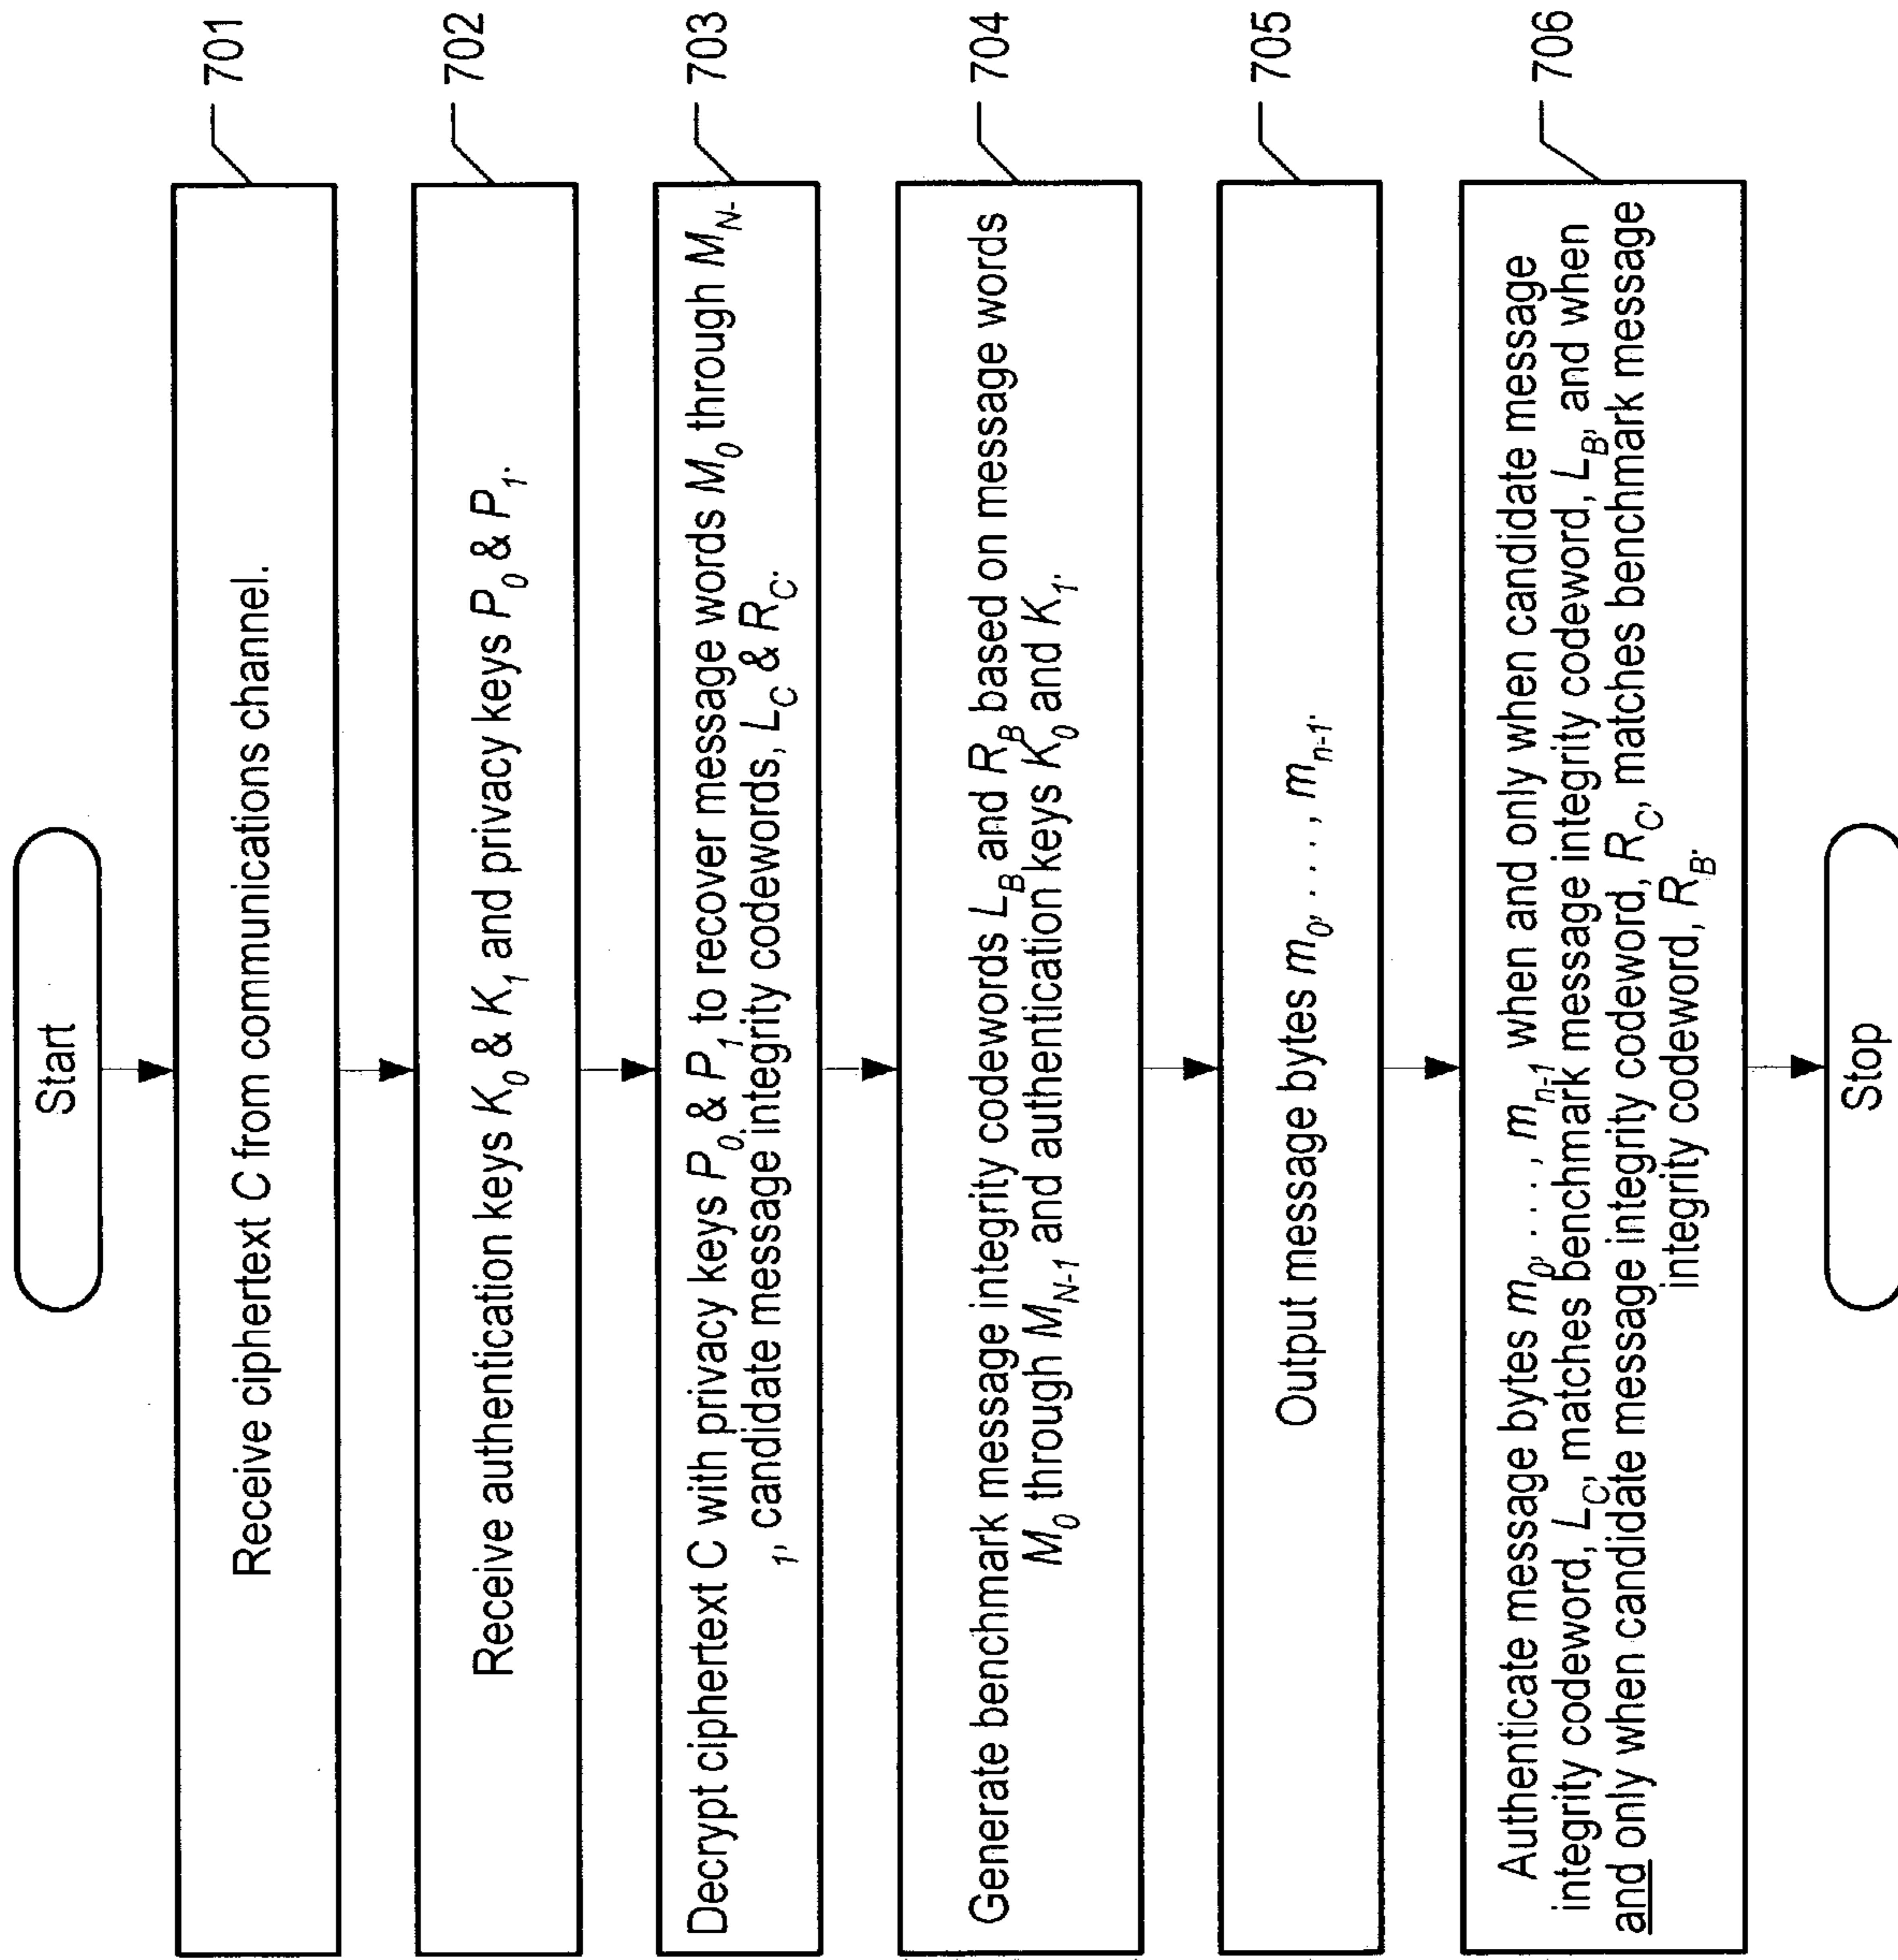 Start
701
Receive ciphertext C from communications channel.
702
Receive authentication keys K0 & K1 and privacy keys P0 & P1.
703
Decrypt ciphertext C with privacy keys P0 & P1 to recover message words M0 through MN-
1, candidate message integrity codewords, LC & RC.
704
Generate benchmark message integrity codewords LB and RB based on message words
M0 through MN-1 and authentication keys K0 and K1.
705
Output message bytes m0, . . . , mn-1.
706
Authenticate message bytes m0, . . . , mn-1 when and only when candidate message
integrity codeword, LC, matches benchmark message integrity codeword, LB, and when
and only when candidate message integrity codeword, RC, matches benchmark message
integrity codeword, RB.
Stop